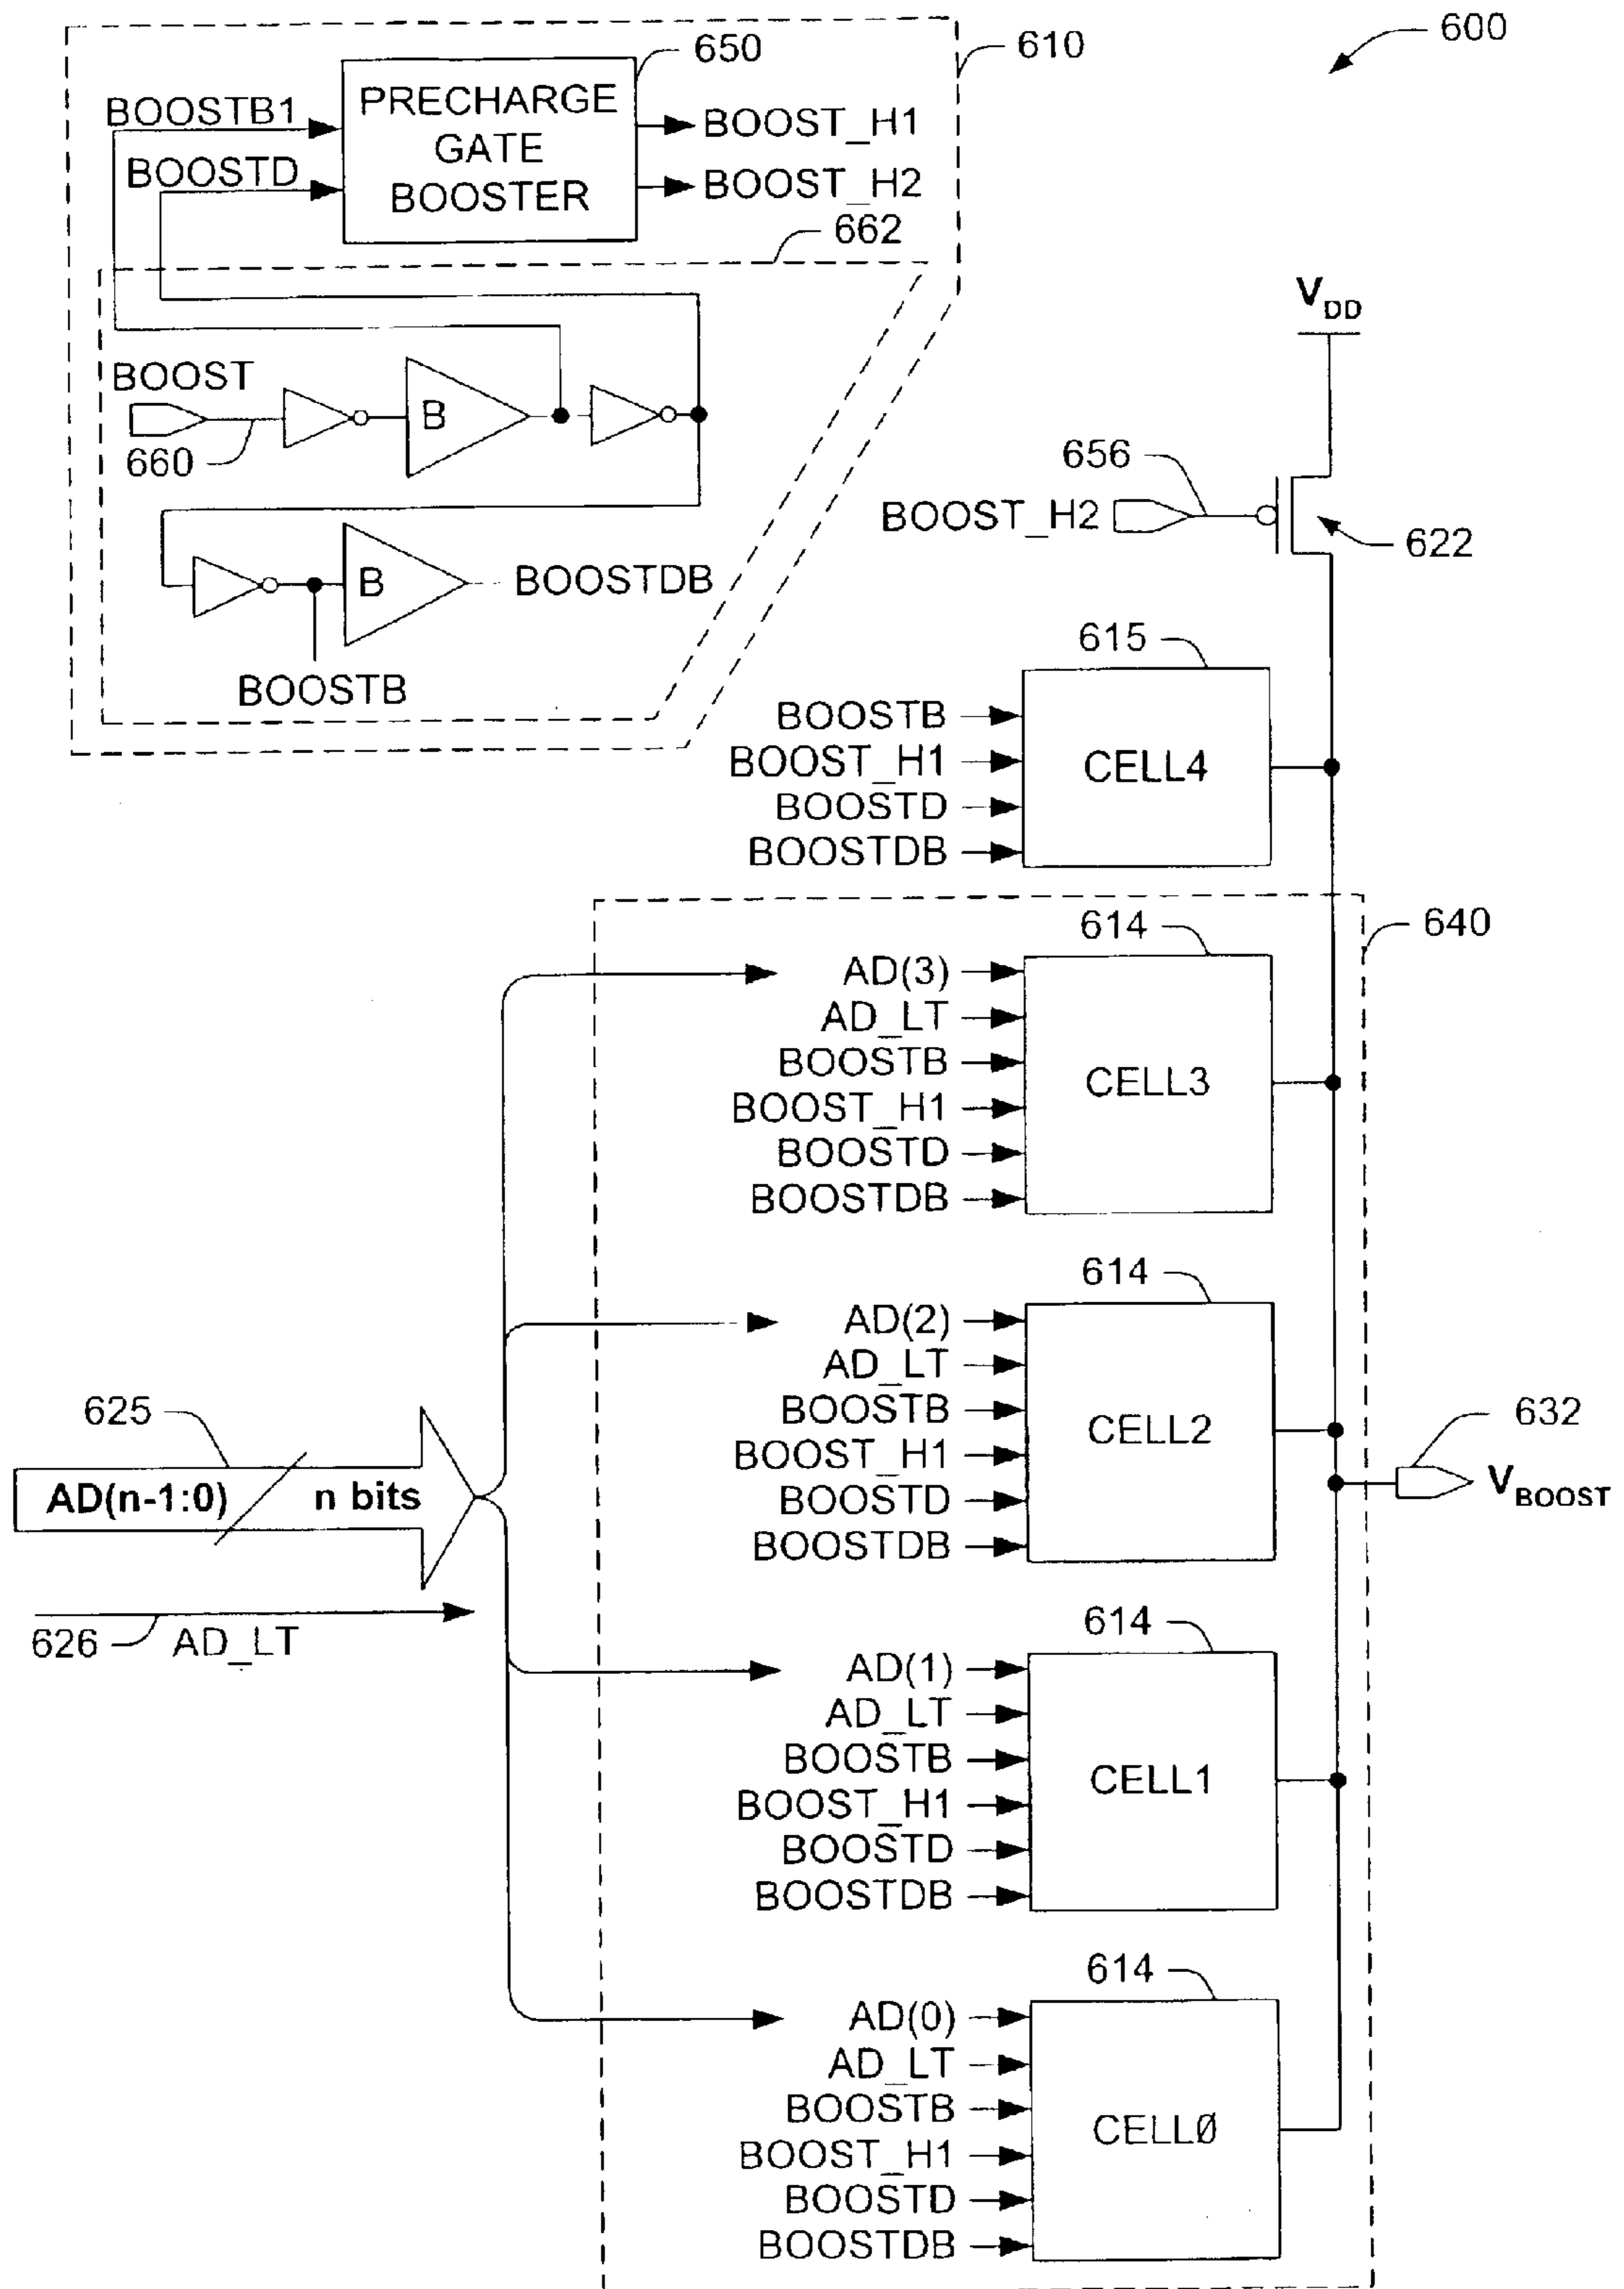 600
610
650
BOOSTB1
PRECHARGE
GATE
BOOSTER
BOOST_H1
BOOSTD
BOOST_H2
662
BOOST
B
660
B
BOOSTDB
BOOSTB
VDD
656
BOOST_H2
622
615
BOOSTB
BOOST_H1
BOOSTD
BOOSTDB
CELL4
640
614
AD(3)
AD_LT
BOOSTB
BOOST_H1
BOOSTD
BOOSTDB
CELL3
614
AD(2)
AD_LT
BOOSTB
BOOST_H1
BOOSTD
BOOSTDB
CELL2
632
VBOOST
625
AD(n-1:0) n bits
626 AD_LT
614
AD(1)
AD_LT
BOOSTB
BOOST_H1
BOOSTD
BOOSTDB
CELL1
614
AD(0)
AD_LT
BOOSTB
BOOST_H1
BOOSTD
BOOSTDB
CELLØ